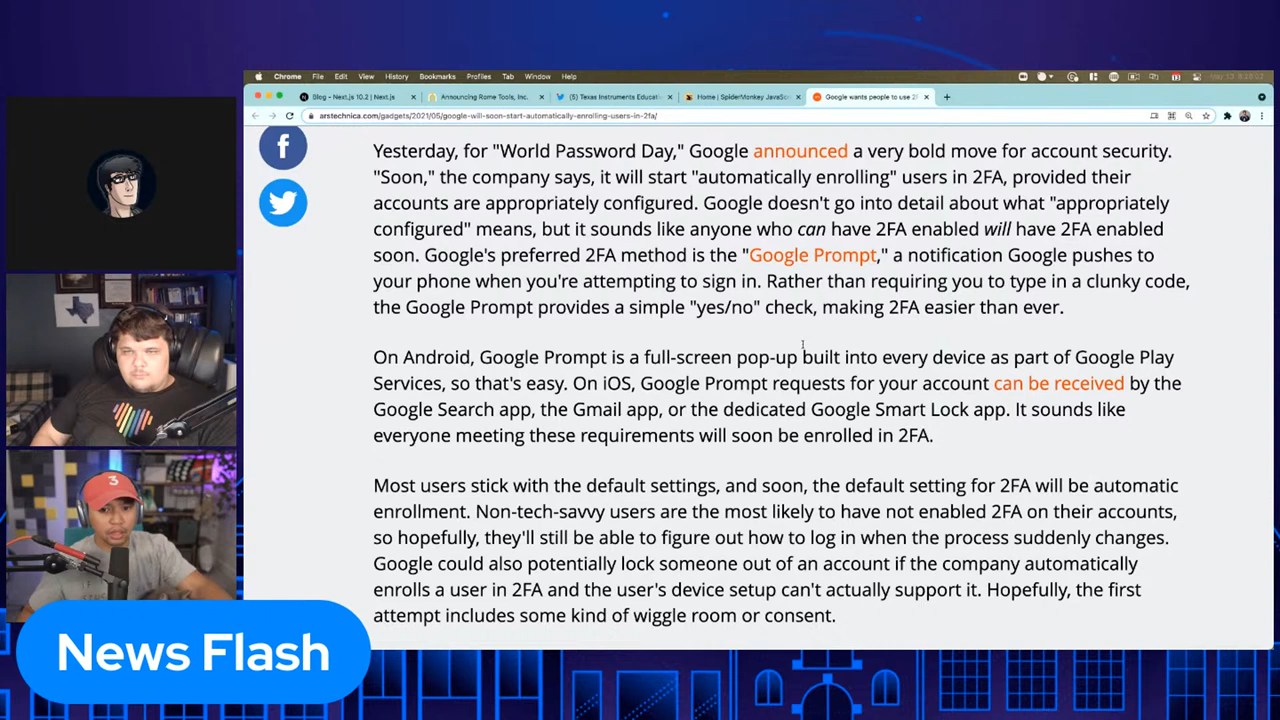 Chrome File Edit View History Bookmarks Profiles Tab Window Help
Blog – Next.js 10.2 | Next.js
Announcing Rome Tools, Inc.
(5) Texas Instruments Educati
Home | SpiderMonkey JavaScr
Google wants people to use 2F
arstechnica.com/gadgets/2021/05/google-will-soon-start-automatically-enrolling-users-in-2fa/
Yesterday, for "World Password Day," Google announced a very bold move for account security.
"Soon," the company says, it will start "automatically enrolling" users in 2FA, provided their
accounts are appropriately configured. Google doesn't go into detail about what "appropriately
configured" means, but it sounds like anyone who can have 2FA enabled will have 2FA enabled
soon. Google's preferred 2FA method is the "Google Prompt," a notification Google pushes to
your phone when you're attempting to sign in. Rather than requiring you to type in a clunky code,
the Google Prompt provides a simple "yes/no" check, making 2FA easier than ever.
On Android, Google Prompt is a full-screen pop-up built into every device as part of Google Play
Services, so that's easy. On iOS, Google Prompt requests for your account can be received by the
Google Search app, the Gmail app, or the dedicated Google Smart Lock app. It sounds like
everyone meeting these requirements will soon be enrolled in 2FA.
Most users stick with the default settings, and soon, the default setting for 2FA will be automatic
enrollment. Non-tech-savvy users are the most likely to have not enabled 2FA on their accounts,
so hopefully, they'll still be able to figure out how to log in when the process suddenly changes.
Google could also potentially lock someone out of an account if the company automatically
enrolls a user in 2FA and the user's device setup can't actually support it. Hopefully, the first
attempt includes some kind of wiggle room or consent.
3
News Flash